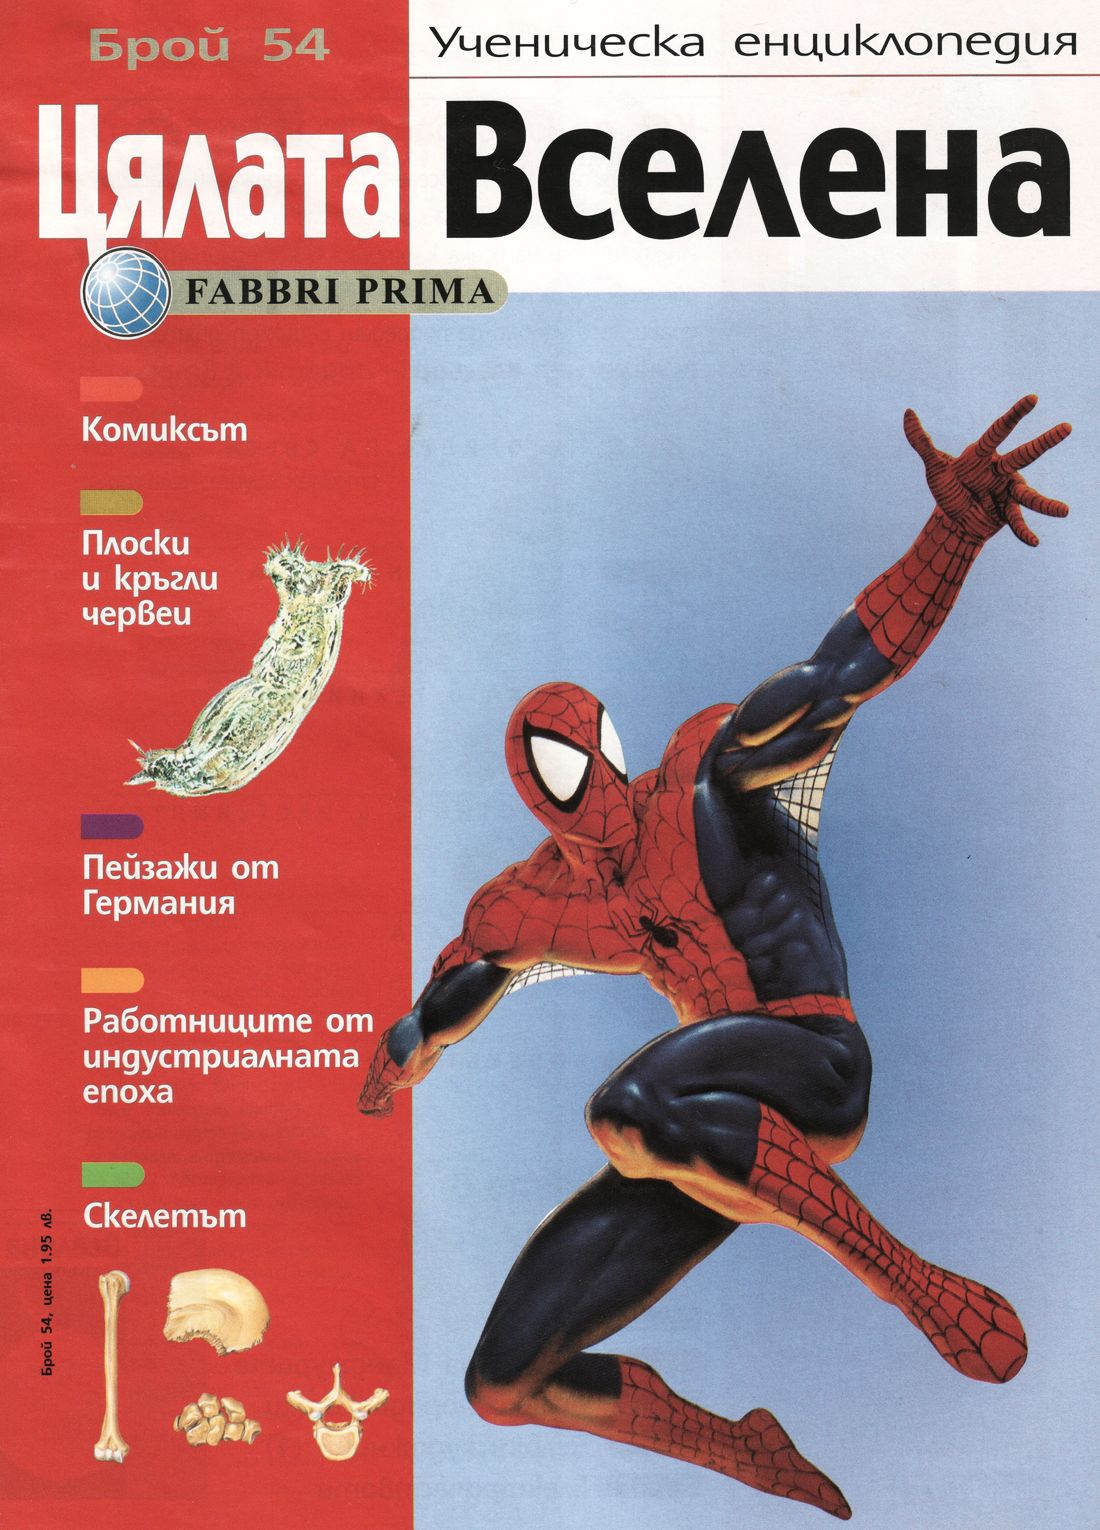 Брой 54
Ученическа енциклопедия
Цялата Вселена
FABBRI PRIMA
Комиксът
Плоски
и кръгли
червеи
Пейзажи от
Германия
Работниците от
индустриалната
епоха
Скелетът
Брой 54, цена 1.95 лв.